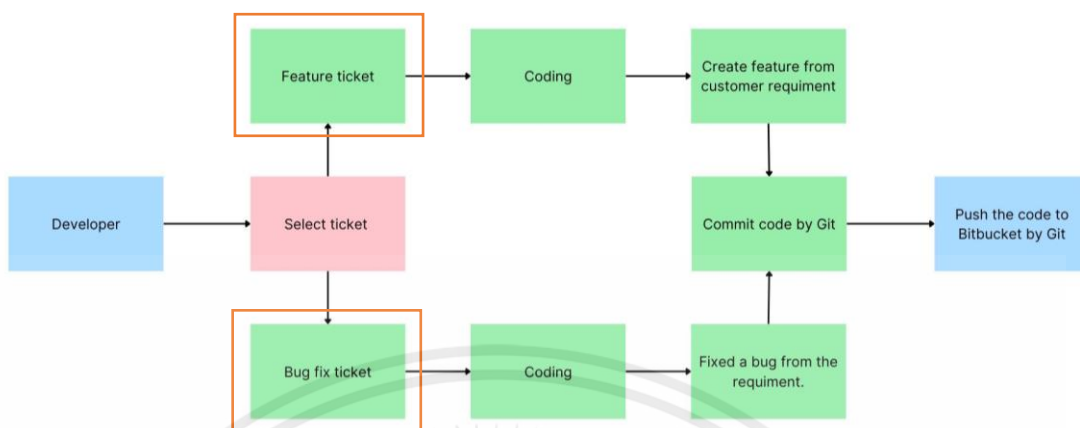 Feature ticket
Coding
Create feature from
customer requiment
Developer
Select ticket
Commit code by Git
Push the code to
Bitbucket by Git
Bug fix ticket
Coding
Fixed a bug from the
requiment.